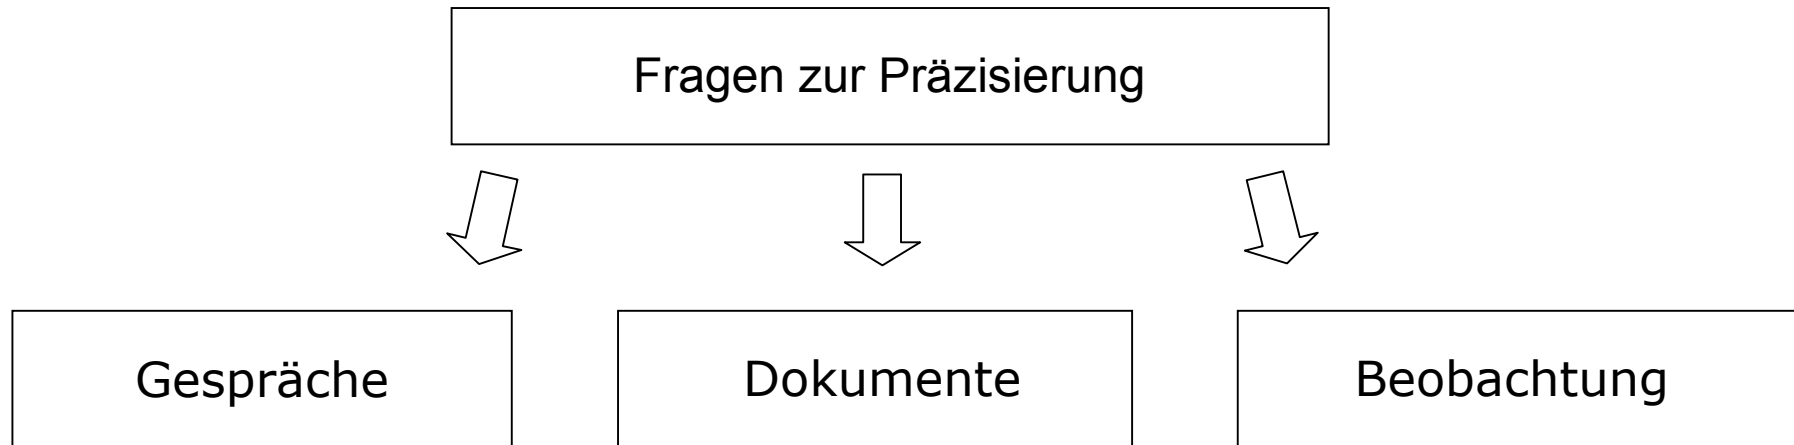 Fragen zur Präzisierung
Gespräche
Dokumente
Beobachtung